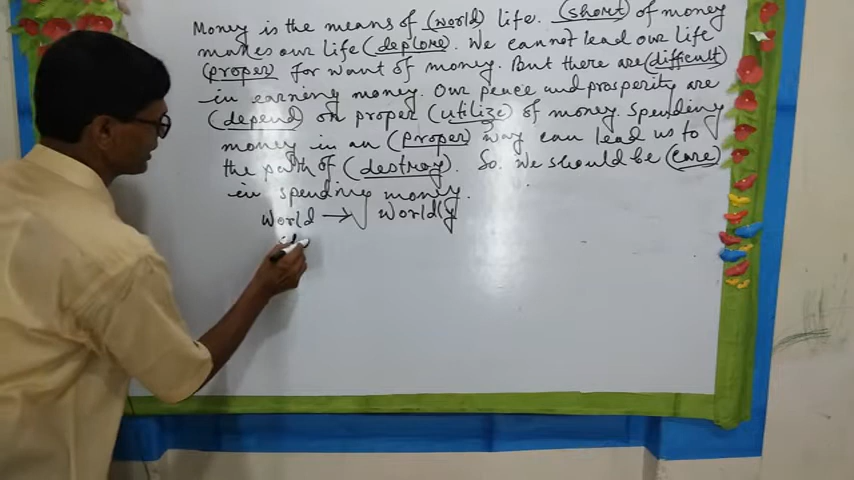 Money is the means of (world) life. (short) of money
makes our life (deplore). We cannot lead our life
(proper) for want of money. But there are (difficult)
in earning money. Our peace and prosperity are
(depend) on proper (utilize) of money. Spending
money in an (proper) way can lead us to
the path of (destroy). So we should be (care)
in spending money.
World → worldly